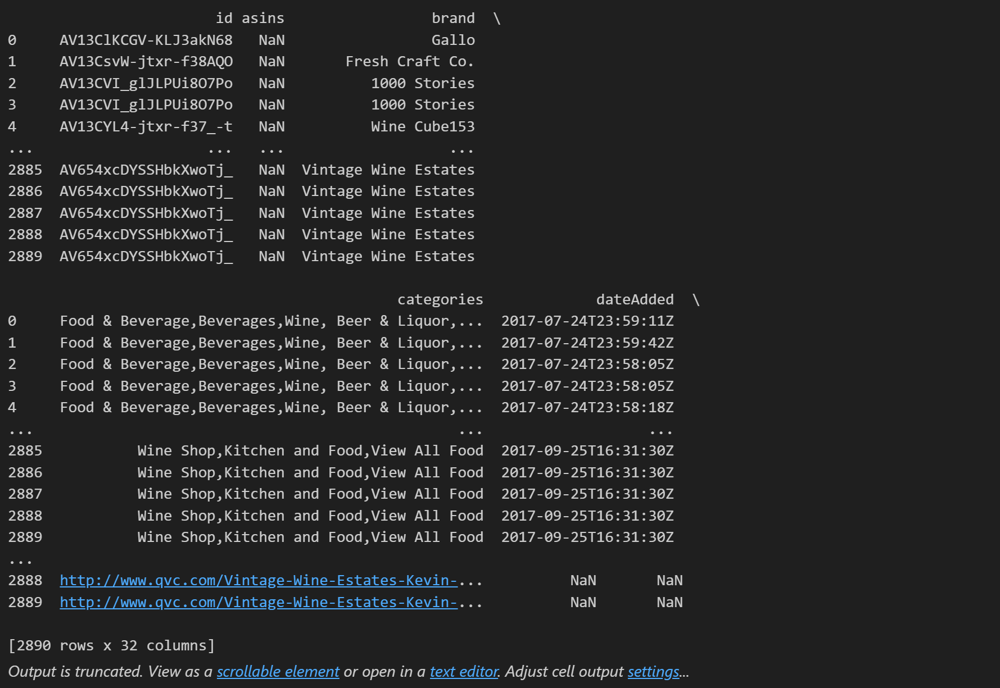 id asins brand \
0 AV13ClKCGV-KLJ3akN68 NaN Gallo
1 AV13CsvW-jtxr-f38AQO NaN Fresh Craft Co.
2 AV13CVI_glJLPUi8O7Po NaN 1000 Stories
3 AV13CVI_glJLPUi8O7Po NaN 1000 Stories
4 AV13CYL4-jtxr-f37_-t NaN Wine Cube153
... ... ... ...
2885 AV654xcDYSSHbkXwoTj_ NaN Vintage Wine Estates
2886 AV654xcDYSSHbkXwoTj_ NaN Vintage Wine Estates
2887 AV654xcDYSSHbkXwoTj_ NaN Vintage Wine Estates
2888 AV654xcDYSSHbkXwoTj_ NaN Vintage Wine Estates
2889 AV654xcDYSSHbkXwoTj_ NaN Vintage Wine Estates
categories dateAdded \
0 Food & Beverage,Beverages,Wine, Beer & Liquor,... 2017-07-24T23:59:11Z
1 Food & Beverage,Beverages,Wine, Beer & Liquor,... 2017-07-24T23:59:42Z
2 Food & Beverage,Beverages,Wine, Beer & Liquor,... 2017-07-24T23:58:05Z
3 Food & Beverage,Beverages,Wine, Beer & Liquor,... 2017-07-24T23:58:05Z
4 Food & Beverage,Beverages,Wine, Beer & Liquor,... 2017-07-24T23:58:18Z
... ... ...
2885 Wine Shop,Kitchen and Food,View All Food 2017-09-25T16:31:30Z
2886 Wine Shop,Kitchen and Food,View All Food 2017-09-25T16:31:30Z
2887 Wine Shop,Kitchen and Food,View All Food 2017-09-25T16:31:30Z
2888 Wine Shop,Kitchen and Food,View All Food 2017-09-25T16:31:30Z
2889 Wine Shop,Kitchen and Food,View All Food 2017-09-25T16:31:30Z
...
2888 http://www.qvc.com/Vintage-Wine-Estates-Kevin-... NaN NaN
2889 http://www.qvc.com/Vintage-Wine-Estates-Kevin-... NaN NaN
[2890 rows x 32 columns]
Output is truncated. View as a scrollable element or open in a text editor. Adjust cell output settings...